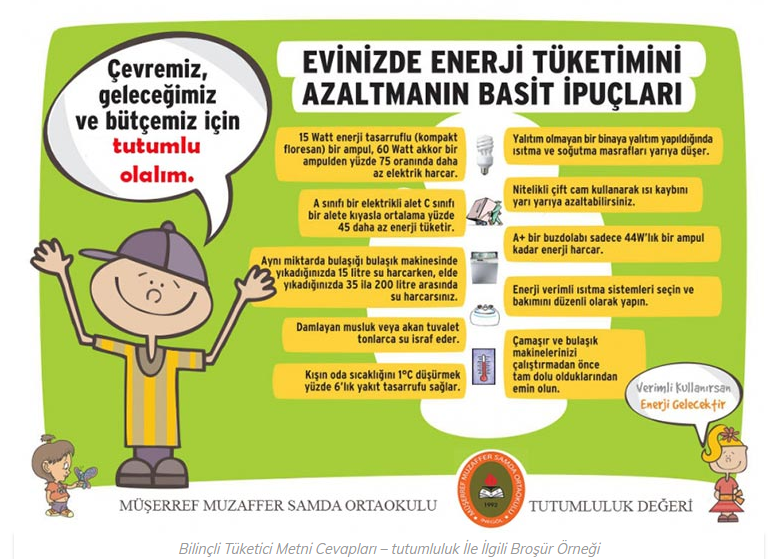 Çevremiz,
geleceğimiz
ve bütçemiz için
tutumlu
olalım.
EVİNİZDE ENERJİ TÜKETİMİNİ
AZALTMANIN BASİT İPUÇLARI
15 Watt enerji tasarruflu (kompakt
floresan) bir ampul, 60 Watt akkor bir
ampulden yüzde 75 oranında daha
az elektrik harcar.
A sınıfı bir elektrikli alet C sınıfı
bir alete kıyasla ortalama yüzde
45 daha az enerji tüketir.
Aynı miktarda bulaşığı bulaşık makinesinde
yıkadığınızda 15 litre su harcarken, elde
yıkadığınızda 35 ila 200 litre arasında
su harcarsınız.
Damlayan musluk veya akan tuvalet
tonlarca su israf eder.
Kışın oda sıcaklığını 1°C düşürmek
yüzde 6'lık yakıt tasarrufu sağlar.
Yalıtım olmayan bir binaya yalıtım yapıldığında
ısıtma ve soğutma masrafları yarıya düşer.
Nitelikli çift cam kullanarak ısı kaybını
yarı yarıya azaltabilirsiniz.
A+ bir buzdolabı sadece 44W'lık bir ampul
kadar enerji harcar.
Enerji verimli ısıtma sistemleri seçin ve
bakımını düzenli olarak yapın.
Çamaşır ve bulaşık
makinelerinizi
çalıştırmadan önce
tam dolu olduklarından
emin olun.
Verimli Kullanırsan
Enerji Gelecektir
MÜŞERREF MUZAFFER SAMDA ORTAOKULU
MÜŞERREF MUZAFFER SAMDA ORTAOKULU
1992
TUTUMLULUK DEĞERİ
Bilinçli Tüketici Metni Cevapları – tutumluluk İle İlgili Broşür Örneği